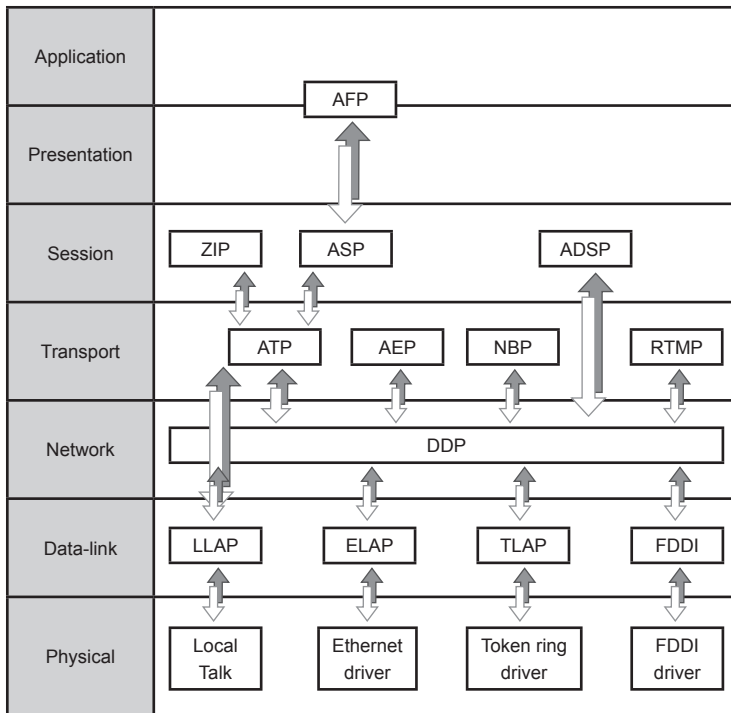 Application
AFP
Presentation
Session
ZIP
ASP
ADSP
Transport
ATP
AEP
NBP
RTMP
Network
DDP
Data-link
LLAP
ELAP
TLAP
FDDI
Physical
Local
Talk
Ethernet
driver
Token ring
driver
FDDI
driver